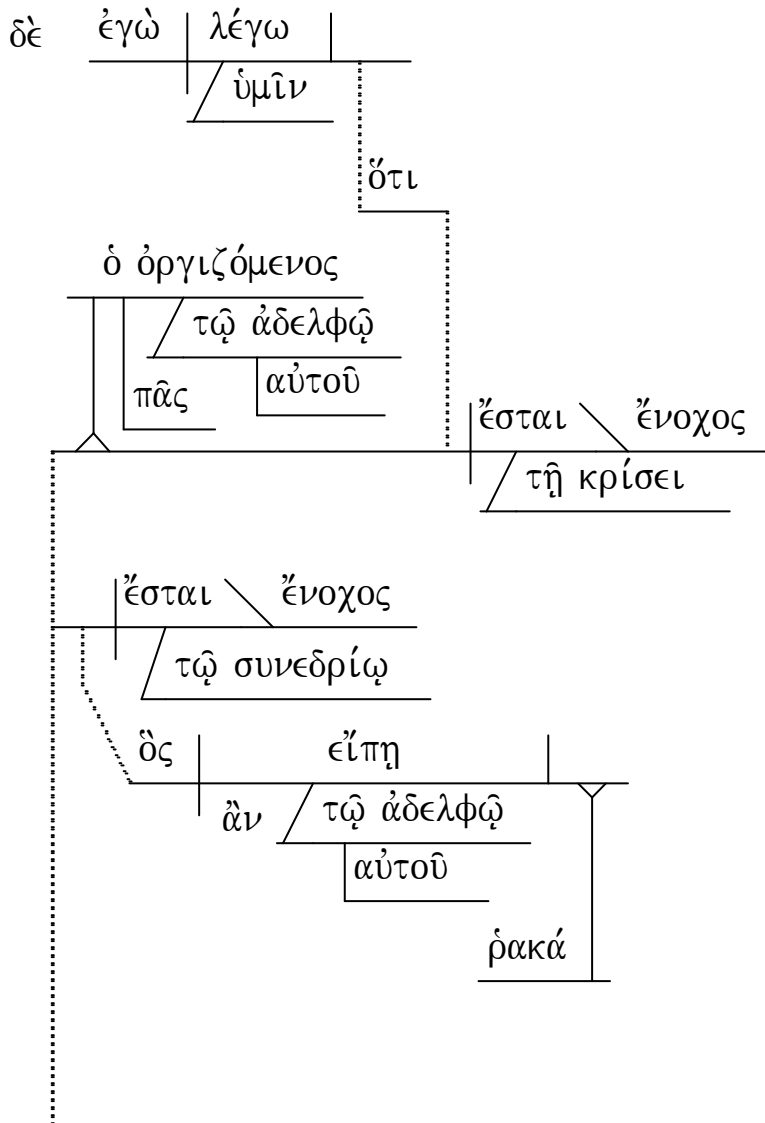 δὲ ἐγὼ λέγω
ὑμῖν
ὅτι
ὁ ὀργιζόμενος
τῷ ἀδελφῷ
πᾶς αὐτοῦ
ἔσται ἔνοχος
τῇ κρίσει
ἔσται ἔνοχος
τῷ συνεδρίῳ
ὃς εἴπῃ
ἂν τῷ ἀδελφῷ
αὐτοῦ
ῥακά